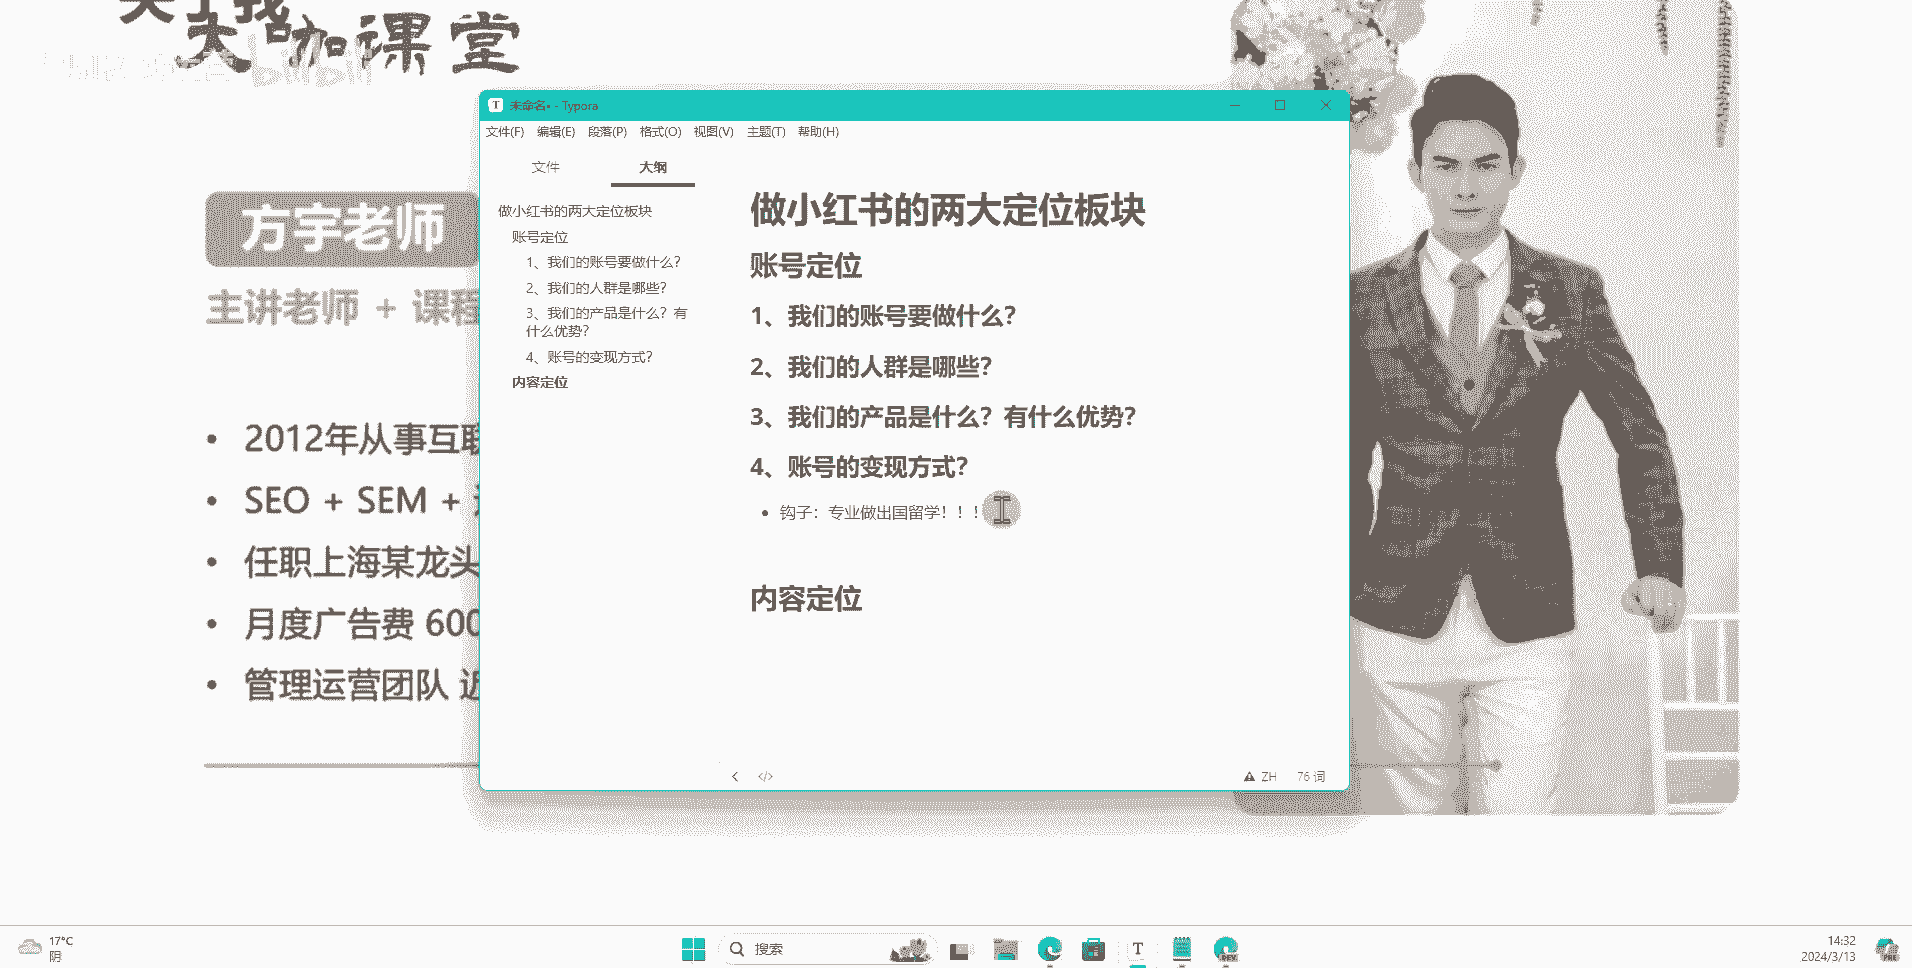 大咖课堂
bilibili
未命名• - Typora
文件(F) 编辑(E) 段落(P) 格式(O) 视图(V) 主题(T) 帮助(H)
文件 大纲
做小红书的两大定位板块
账号定位
1、我们的账号要做什么？
2、我们的人群是哪些？
3、我们的产品是什么？有
什么优势？
4、账号的变现方式？
内容定位
做小红书的两大定位板块
账号定位
1、我们的账号要做什么？
2、我们的人群是哪些？
3、我们的产品是什么？有什么优势？
4、账号的变现方式？
• 钩子：专业做出国留学！！！
内容定位
ZH 76 词
方宇老师
主讲老师 + 课程
• 2012年从事互联
• SEO + SEM +
• 任职上海某龙头
• 月度广告费 600
• 管理运营团队 近
17°C
阴
搜索
14:32
2024/3/13